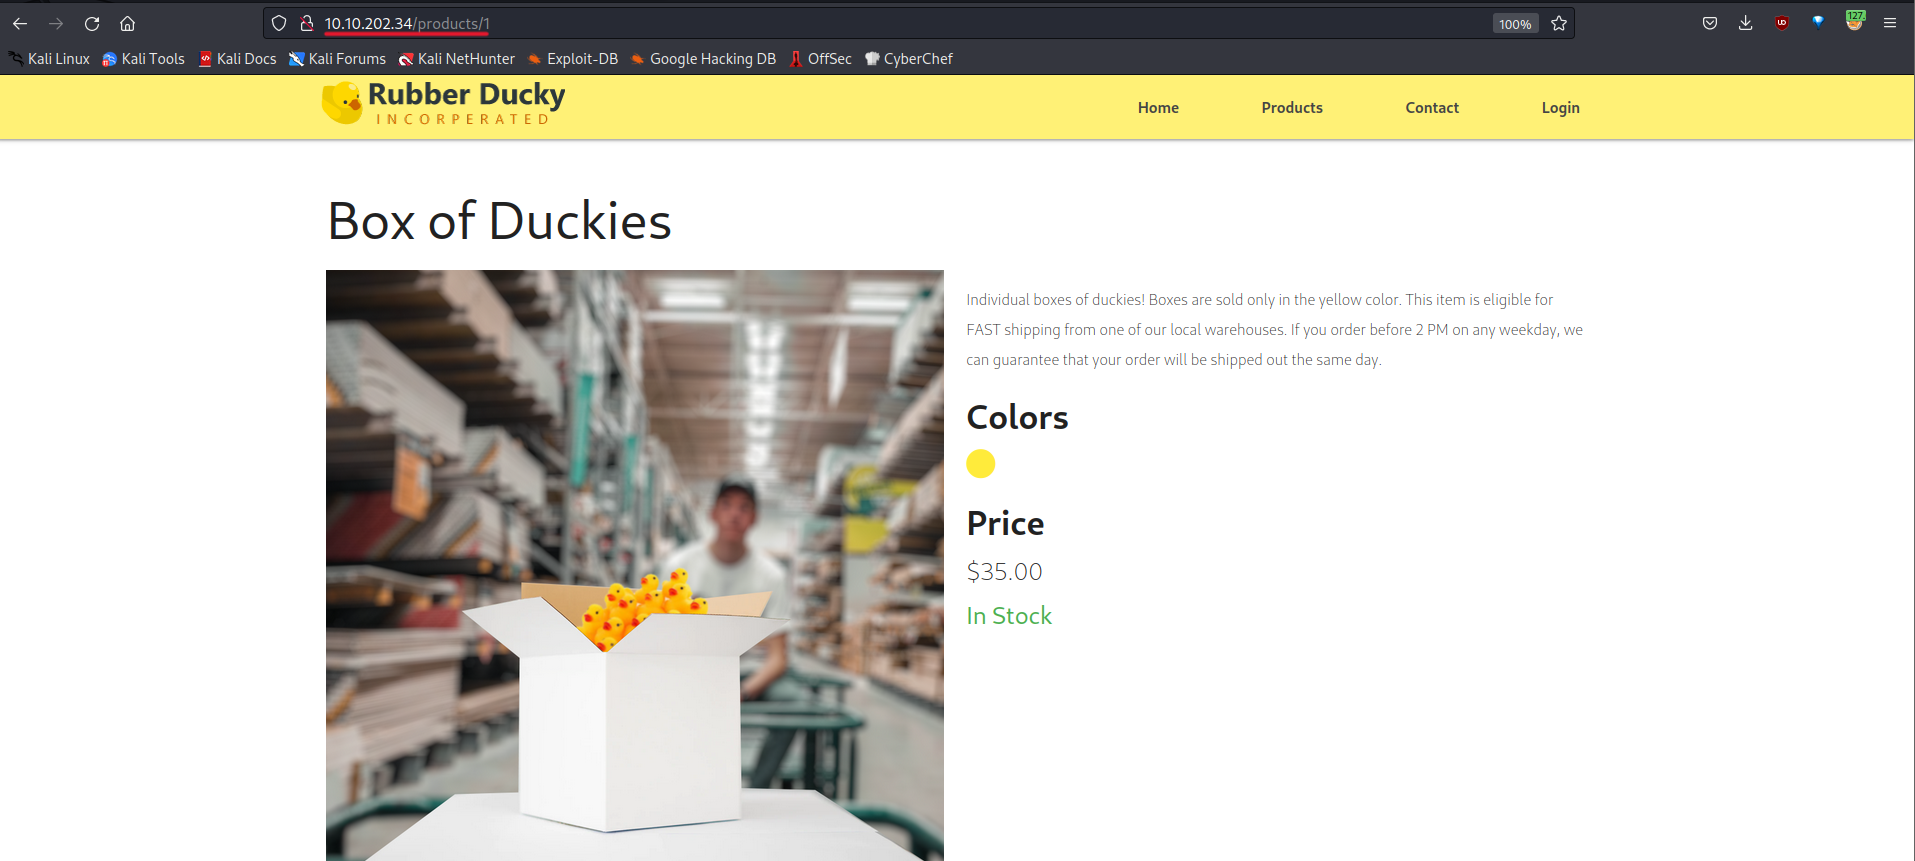 10.10.202.34/products/1
100%
127.
Kali Linux Kali Tools Kali Docs Kali Forums Kali NetHunter Exploit-DB Google Hacking DB OffSec CyberChef
Rubber Ducky
INCORPERATED
Home Products Contact Login
Box of Duckies
Individual boxes of duckies! Boxes are sold only in the yellow color. This item is eligible for
FAST shipping from one of our local warehouses. If you order before 2 PM on any weekday, we
can guarantee that your order will be shipped out the same day.
Colors
Price
$35.00
In Stock